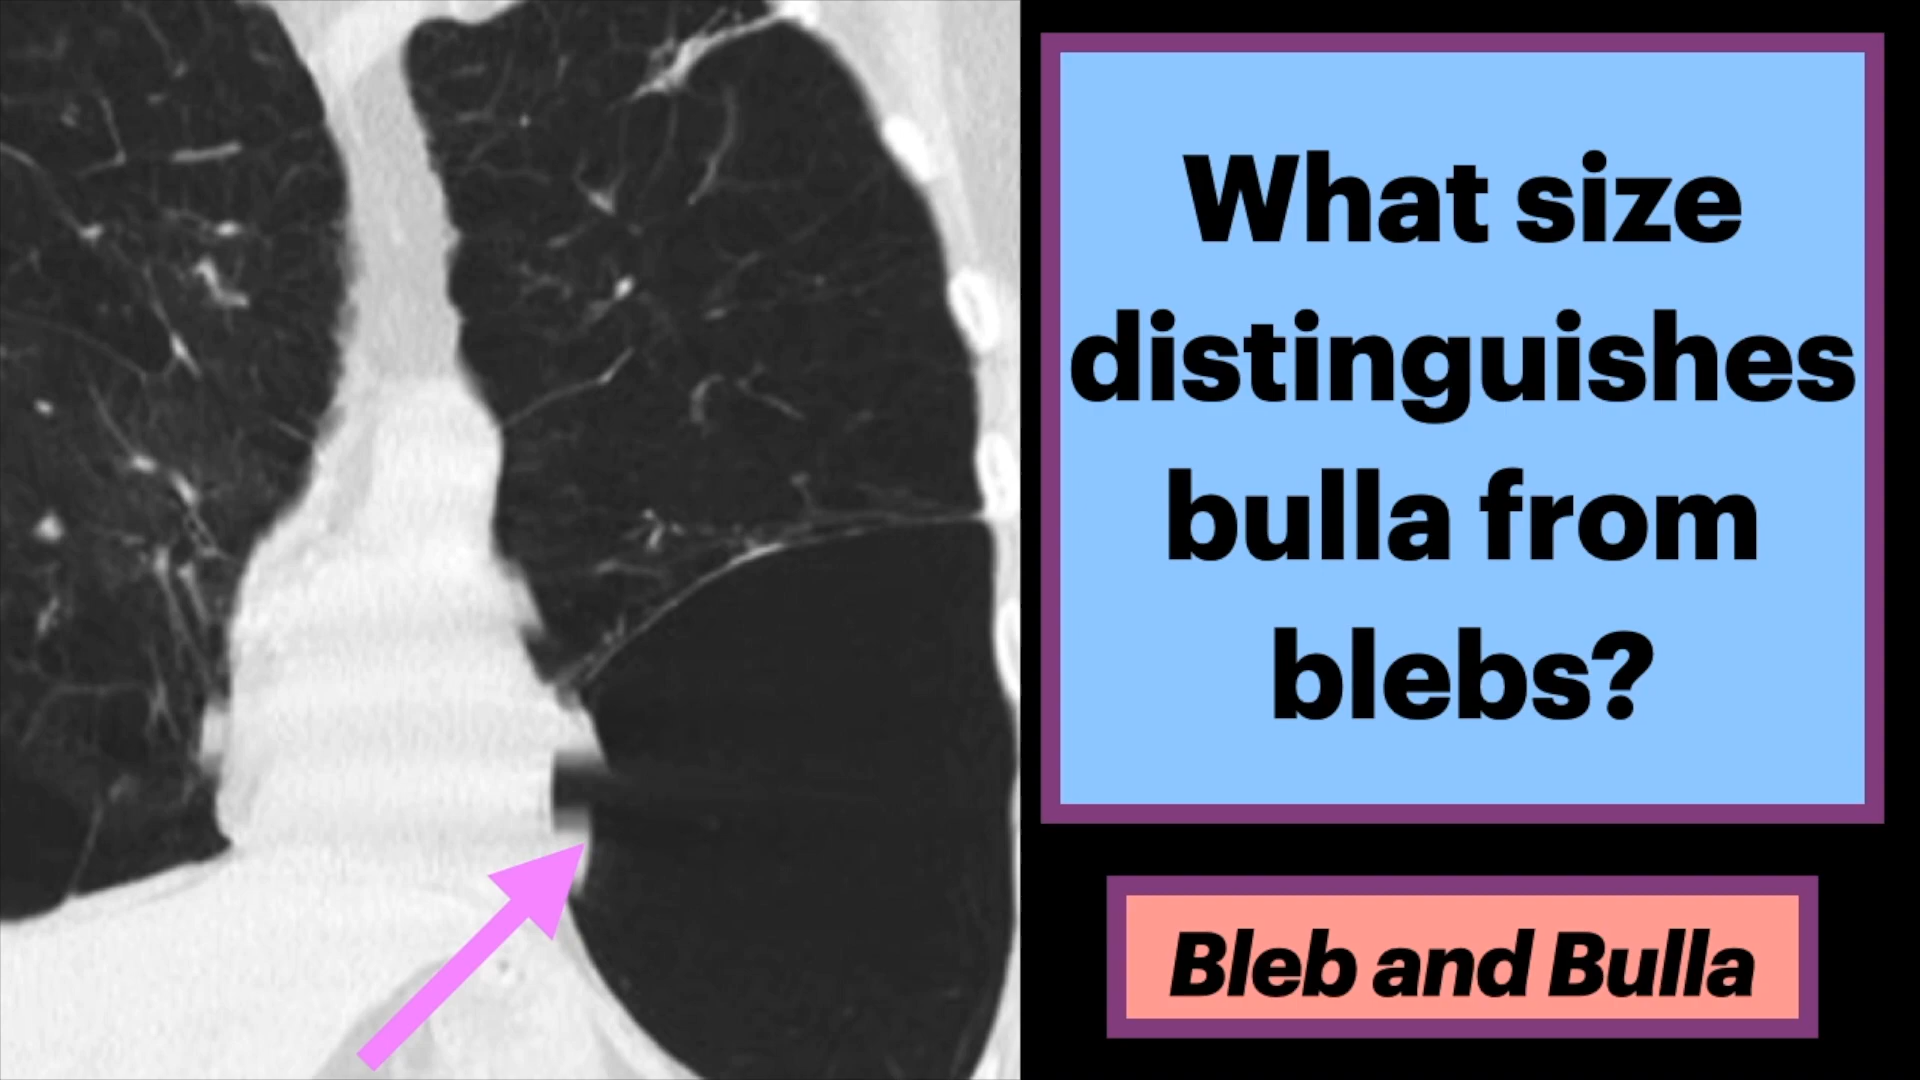 What size
distinguishes
bulla from
blebs?
Bleb and Bulla